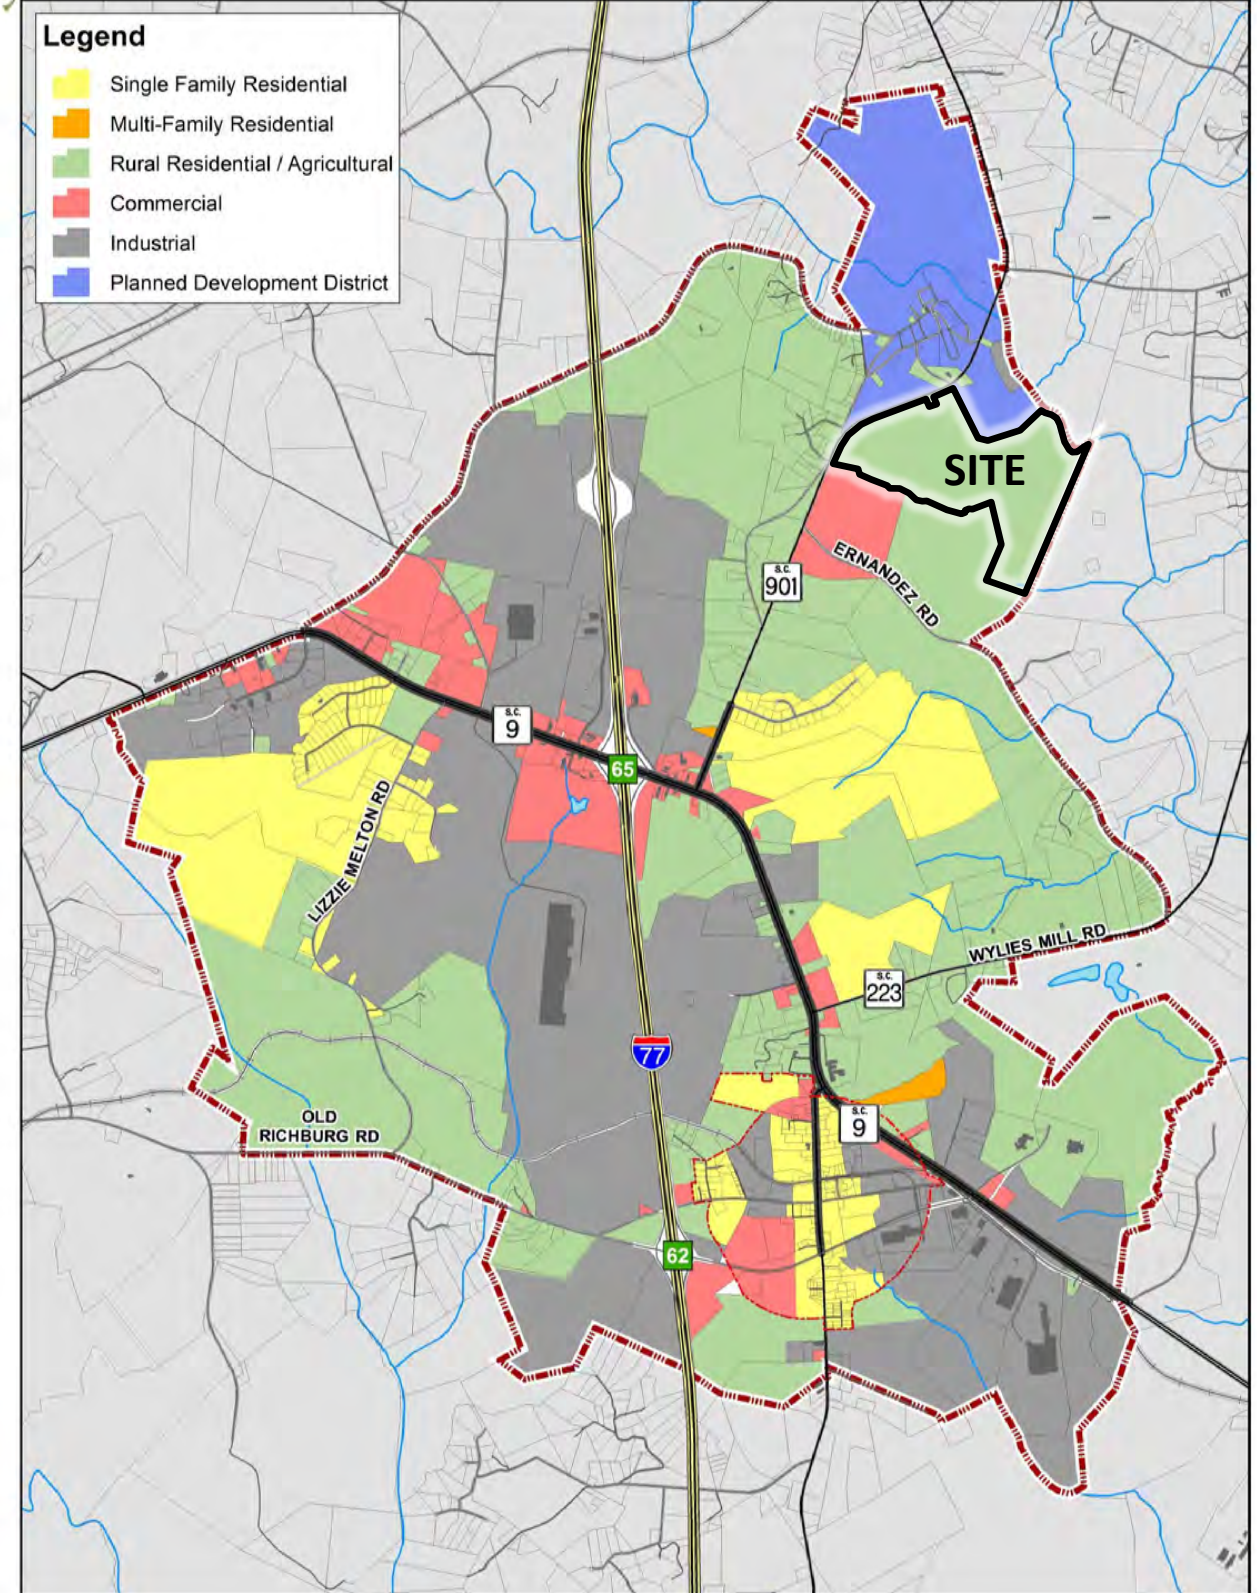 Legend
Single Family Residential
Multi-Family Residential
Rural Residential / Agricultural
Commercial
Industrial
Planned Development District
SITE
ERNANDEZ RD
S.C.
901
S.C.
9
65
LIZZIE MELTON RD
WYLIES MILL RD
S.C.
223
77
OLD
RICHBURG RD
S.C.
9
62